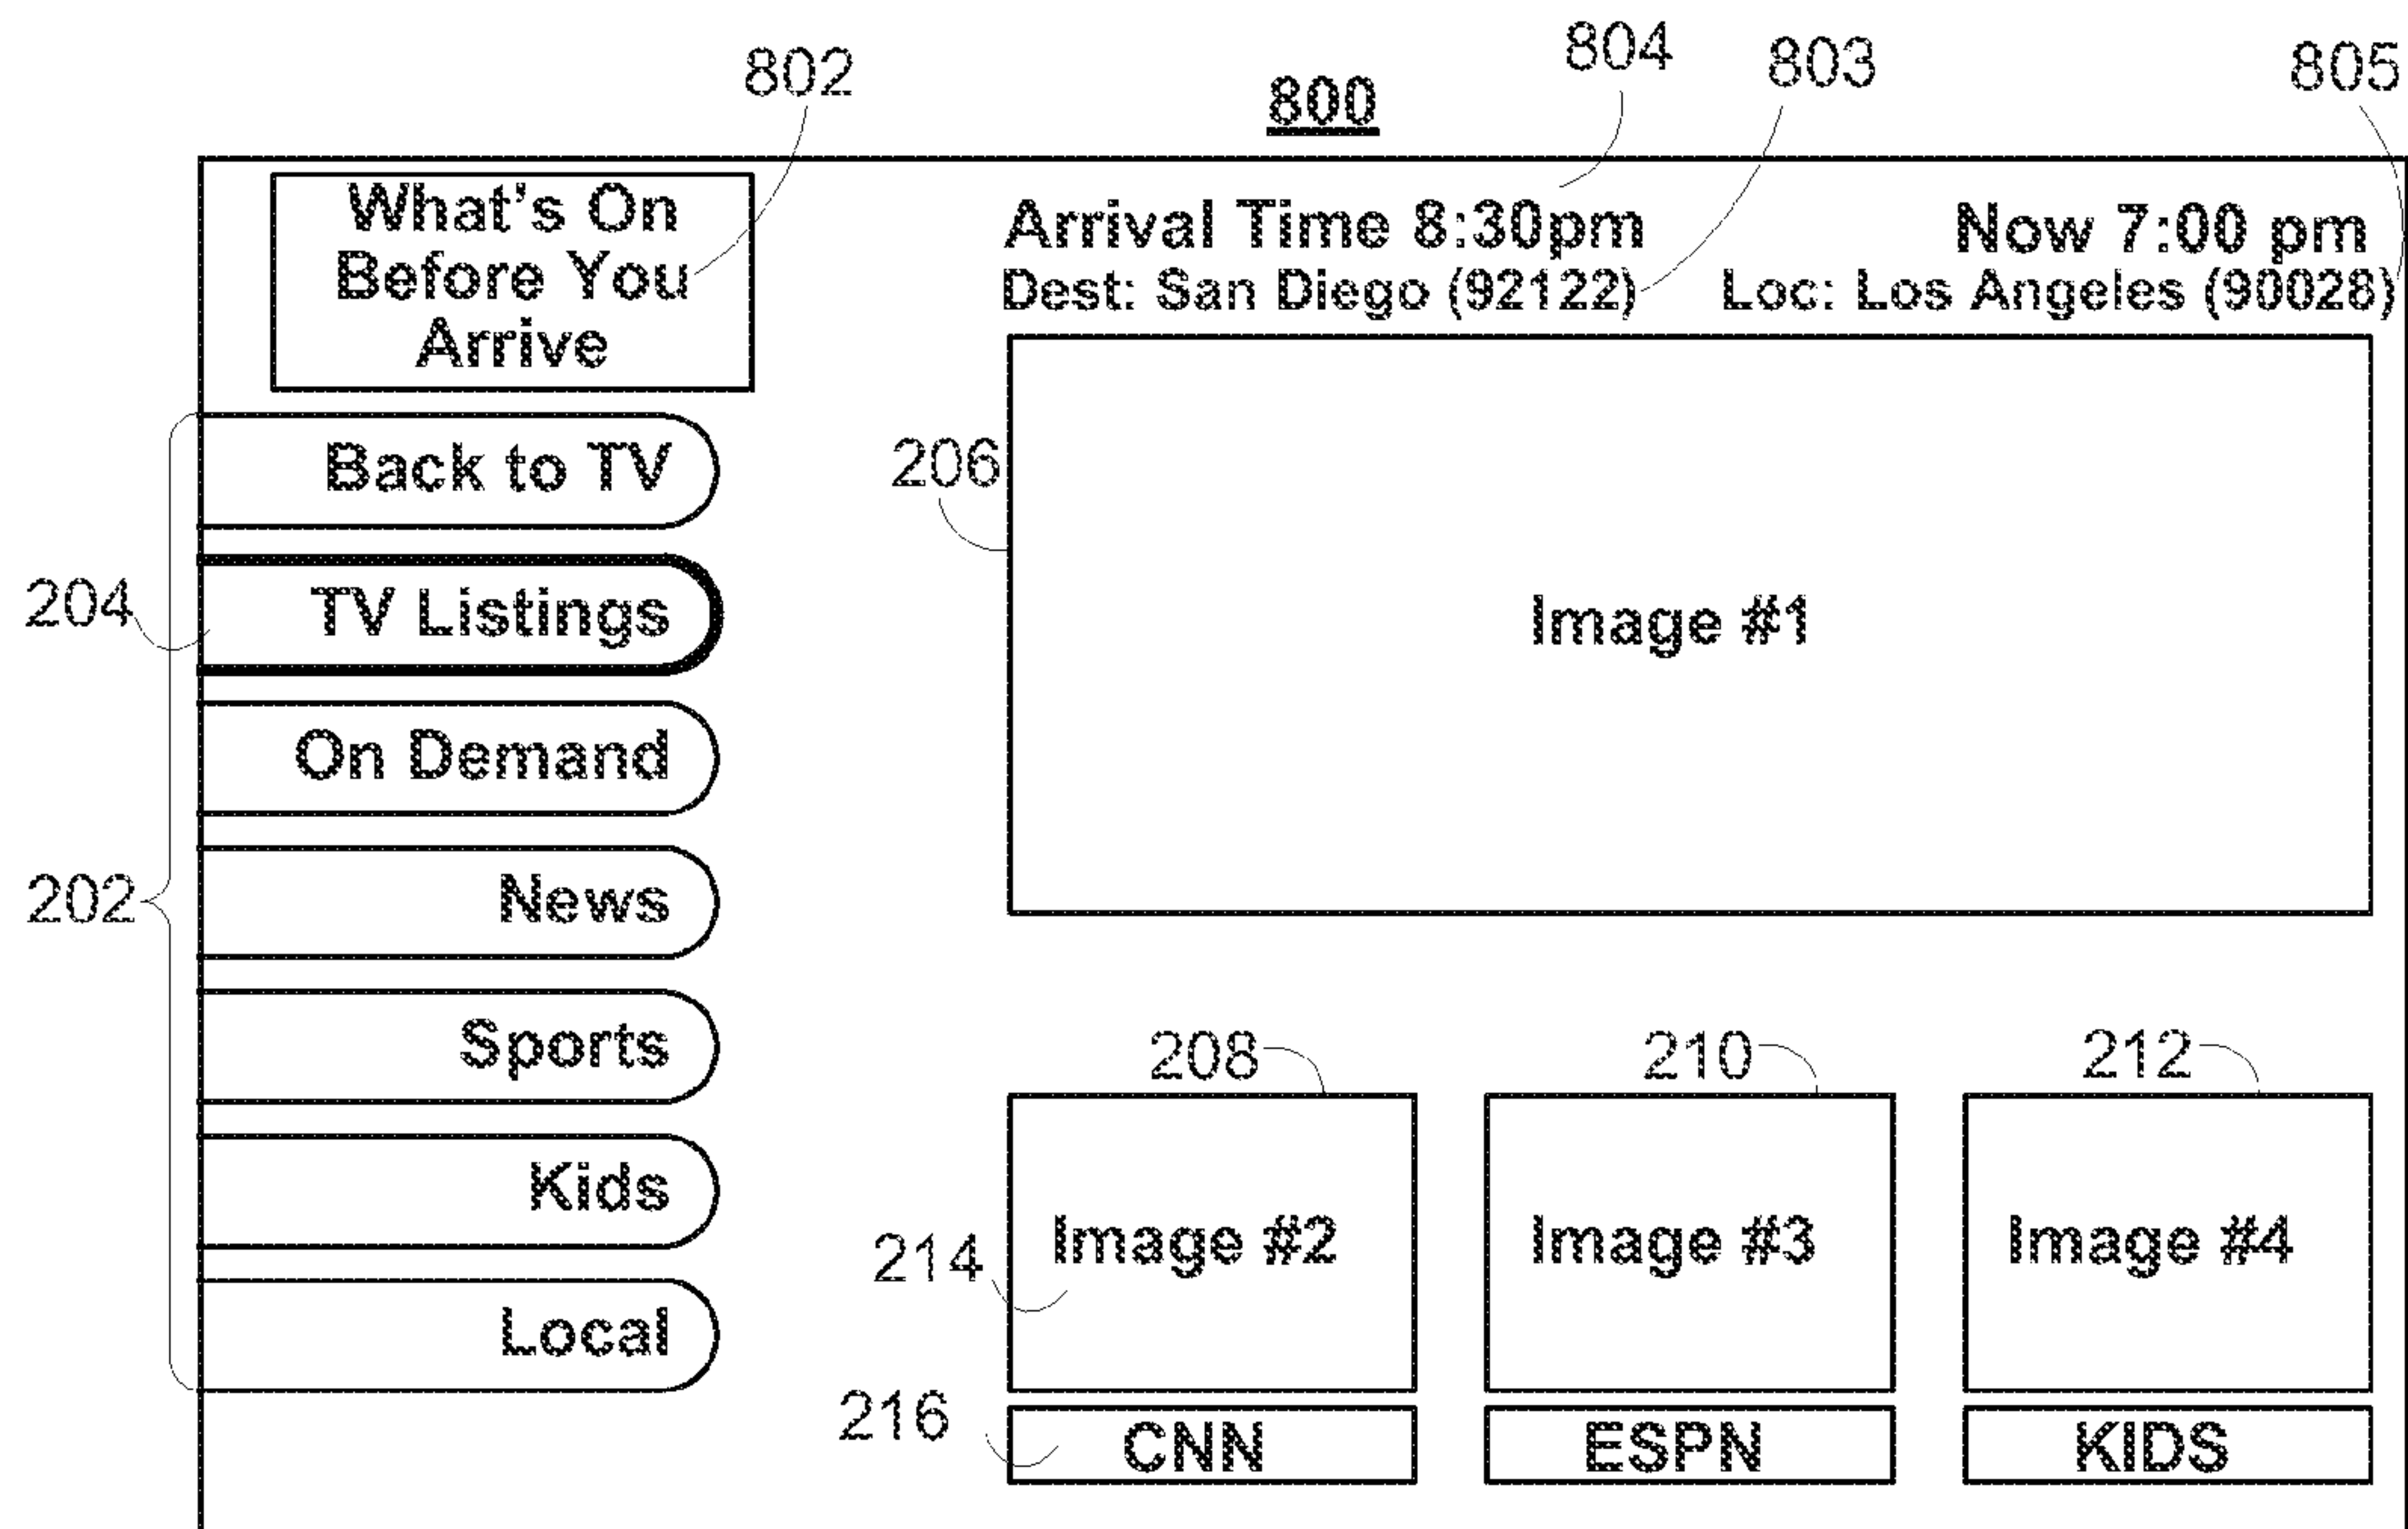 802
800
804
803
805
What's On
Before You
Arrive
Arrival Time 8:30pm
Now 7:00 pm
Dest: San Diego (92122)
Loc: Los Angeles (90028)
Back to TV
206
204
TV Listings
Image #1
On Demand
202
News
Sports
208
210
212
Kids
214
Image #2
Image #3
Image #4
Local
216
CNN
ESPN
KIDS